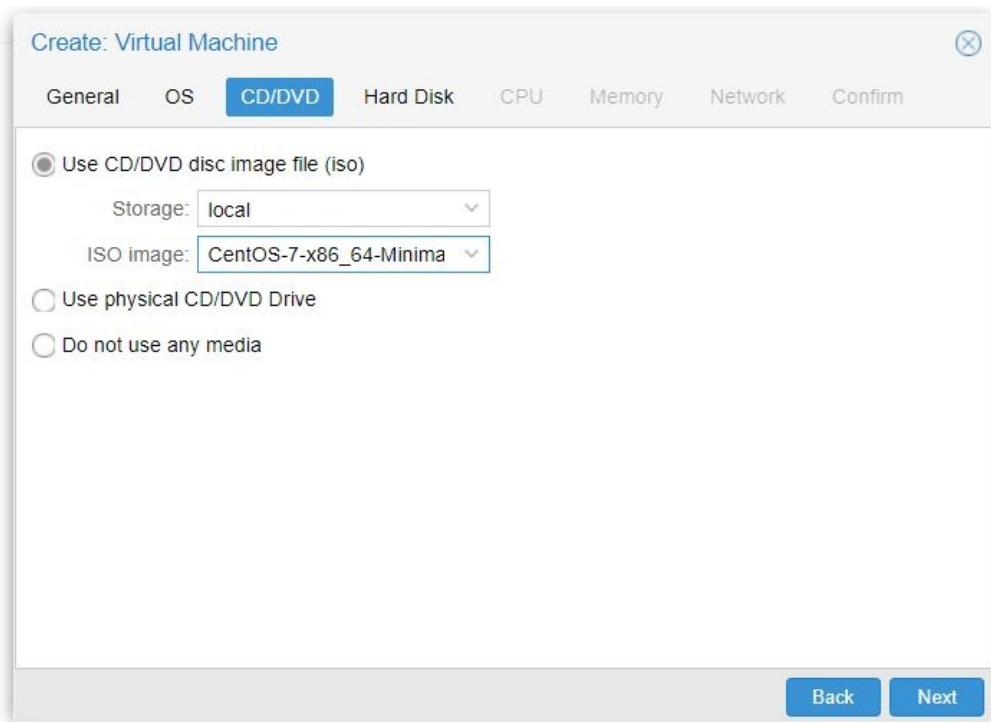 Create: Virtual Machine
General OS CD/DVD Hard Disk CPU Memory Network Confirm
Use CD/DVD disc image file (iso)
Storage: local
ISO image: CentOS-7-x86_64-Minima
Use physical CD/DVD Drive
Do not use any media
Back Next